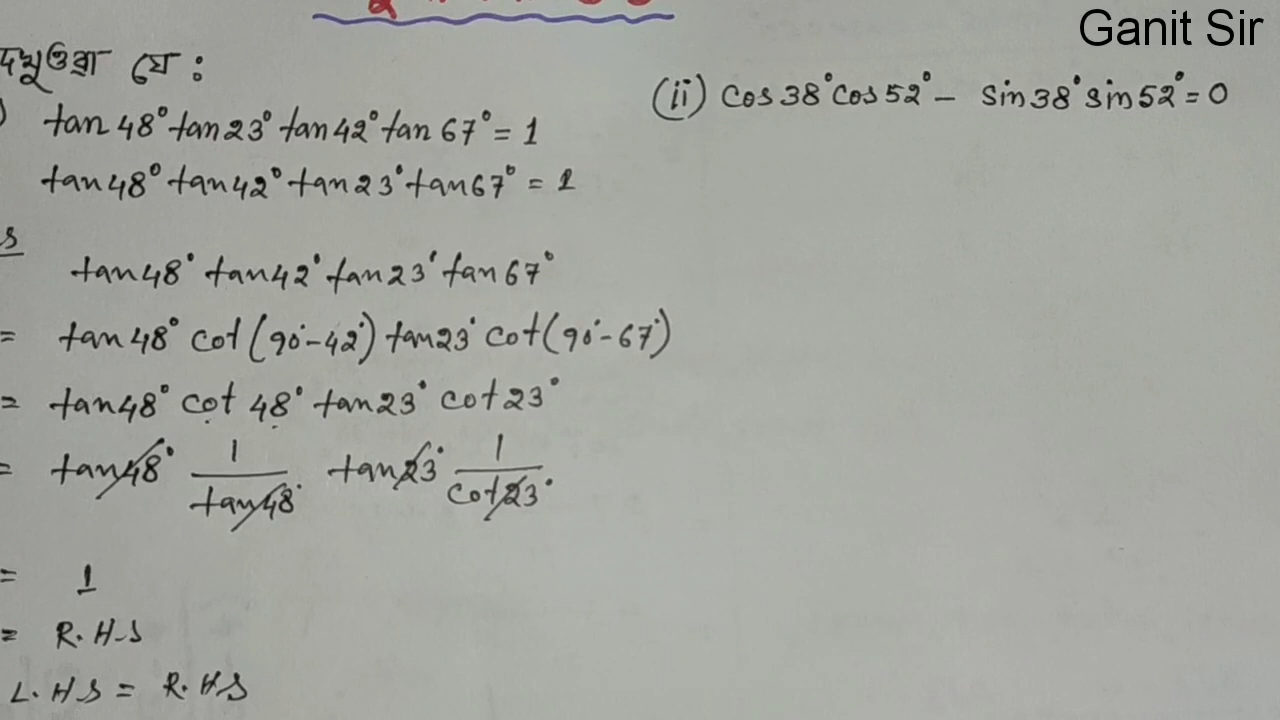 Ganit Sir
যে :
tan 48° tan 23° tan 42° tan 67° = 1
tan 48° tan 42° tan 23° tan 67° = 1
tan 48° tan 42° tan 23° tan 67°
= tan 48° cot (90° - 42°) tan 23° cot (90° - 67°)
= tan 48° cot 48° tan 23° cot 23°
= tan 48° 1/tan 48° tan 23° 1/cot 23°
= 1
= R.H.S
L.H.S = R.H.S
(ii) cos 38° cos 52° - sin 38° sin 52° = 0